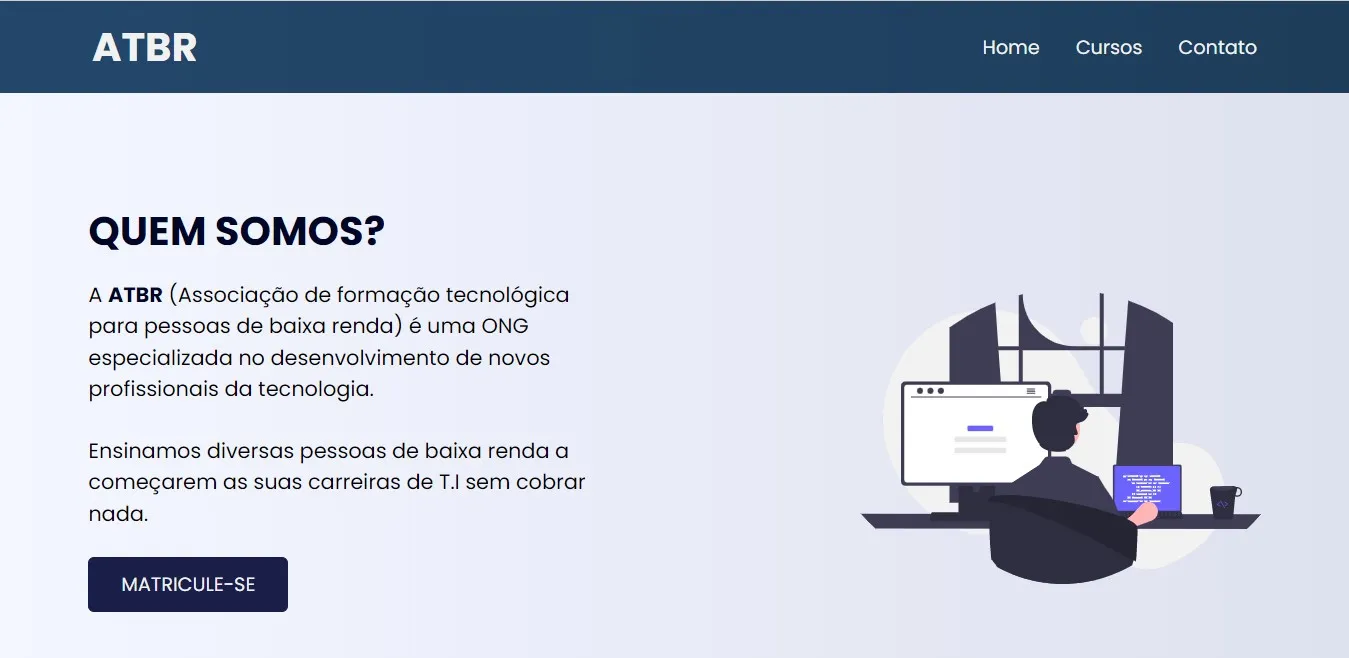 ATBR
Home Cursos Contato
QUEM SOMOS?
A ATBR (Associação de formação tecnológica
para pessoas de baixa renda) é uma ONG
especializada no desenvolvimento de novos
profissionais da tecnologia.
Ensinamos diversas pessoas de baixa renda a
começarem as suas carreiras de T.I sem cobrar
nada.
MATRICULE-SE